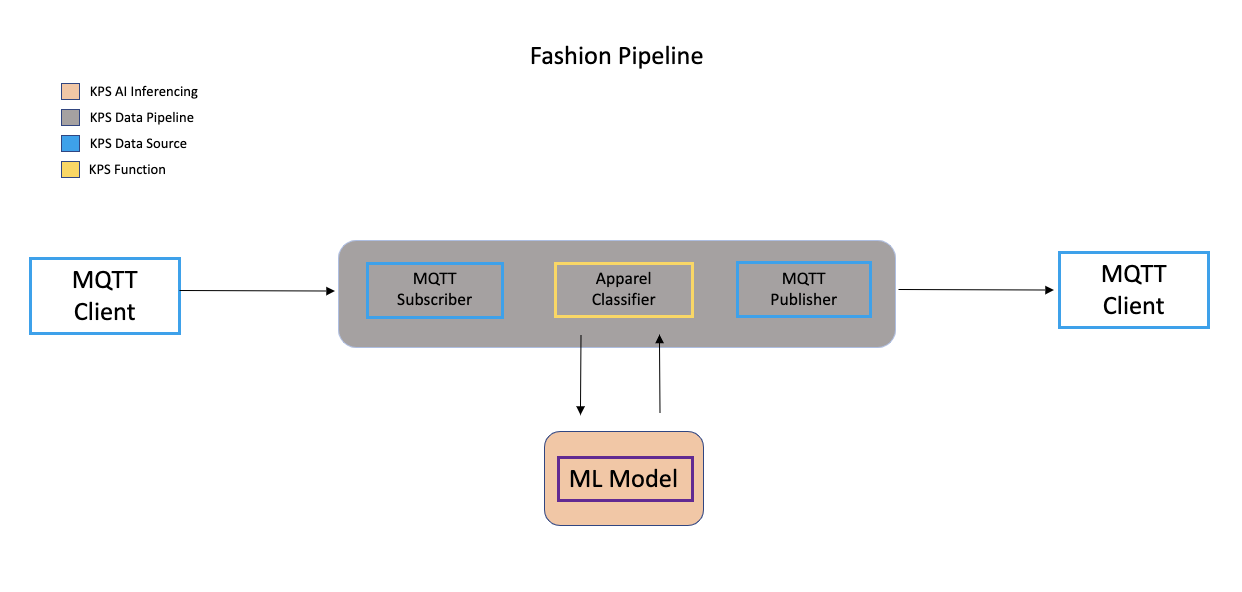 Fashion Pipeline
KPS AI Inferencing
KPS Data Pipeline
KPS Data Source
KPS Function
MQTT
Client
MQTT
Subscriber
Apparel
Classifier
MQTT
Publisher
MQTT
Client
ML Model